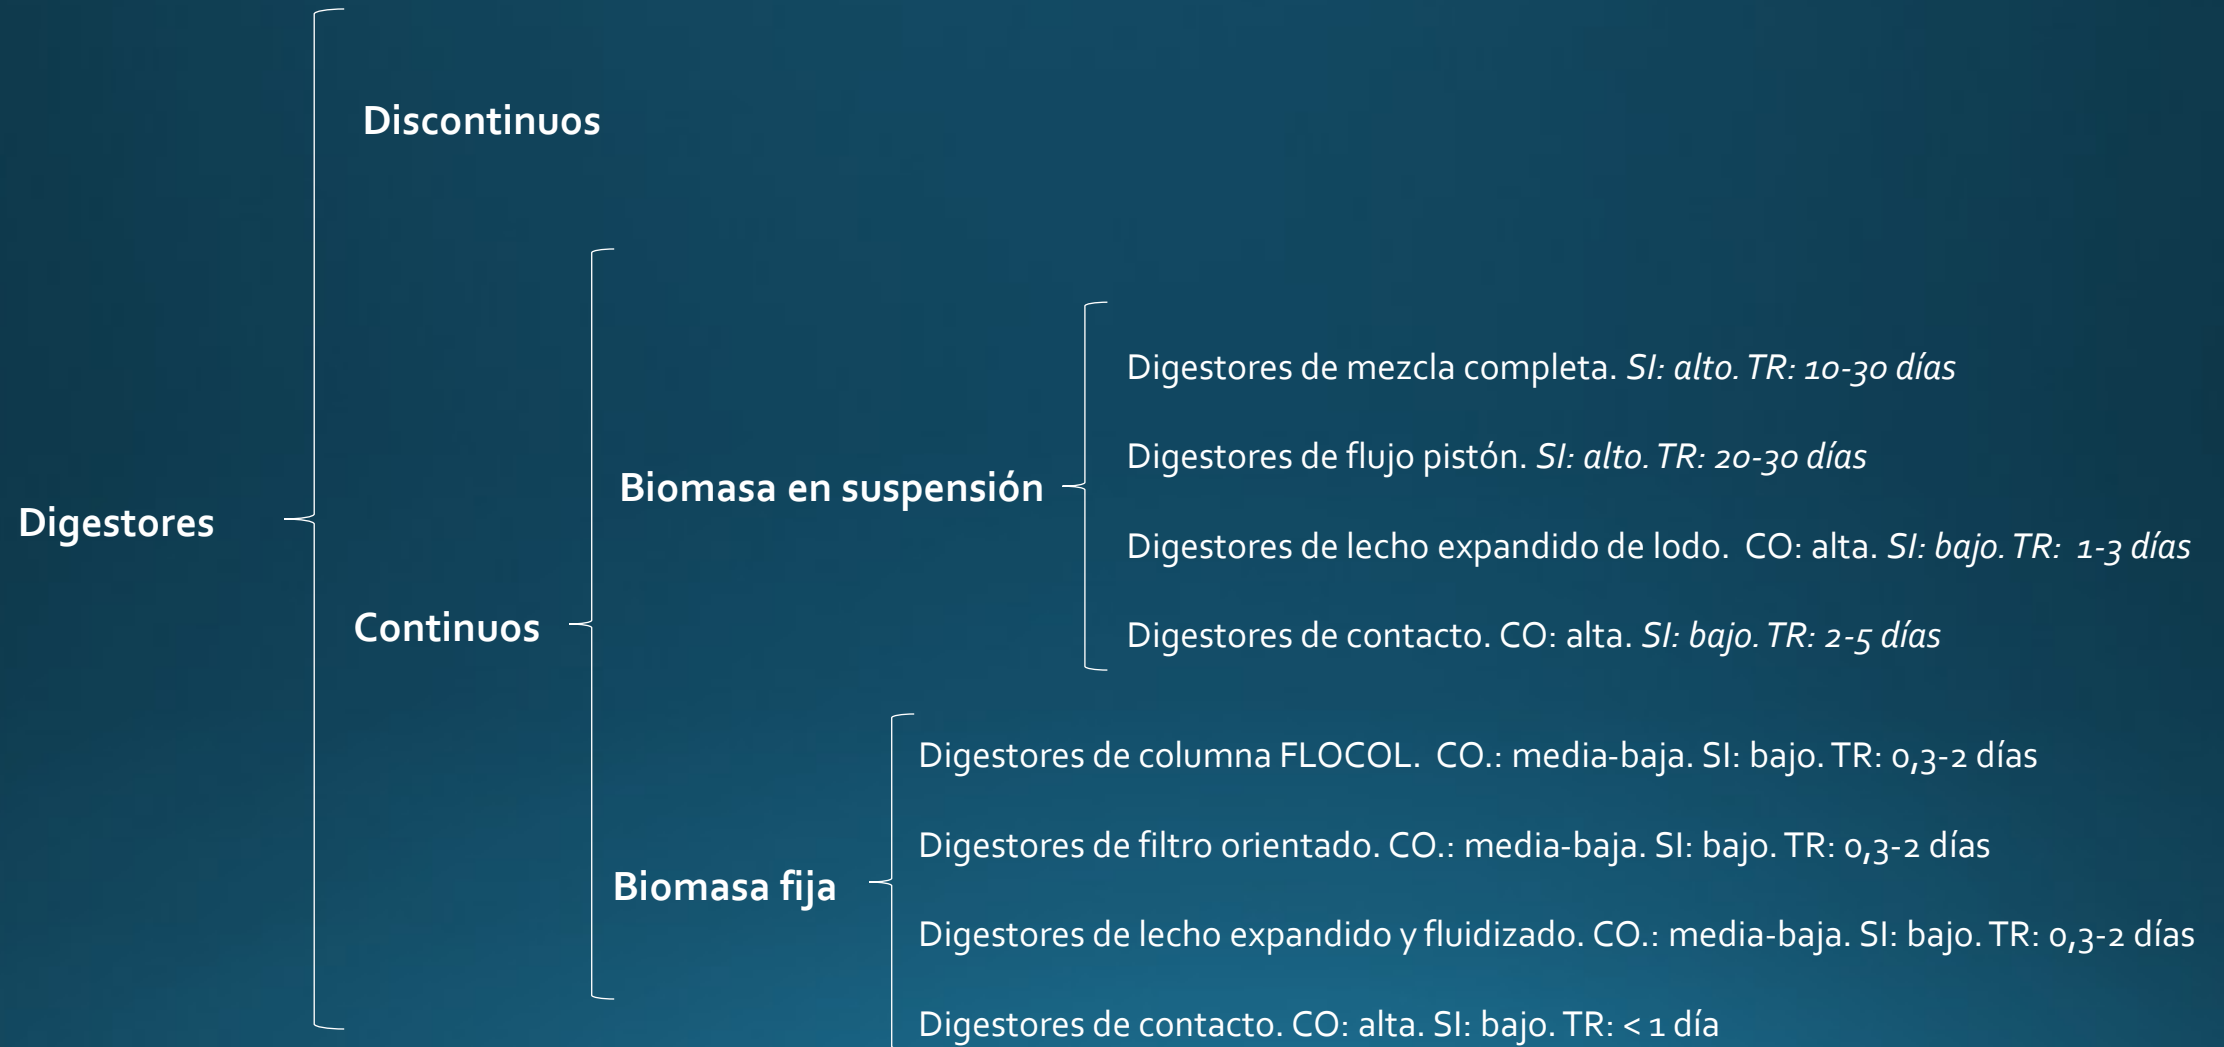 Discontinuos
Digestores de mezcla completa. SI: alto. TR: 10-30 días
Digestores de flujo pistón. SI: alto. TR: 20-30 días
Biomasa en suspensión
Digestores
Digestores de lecho expandido de lodo. CO: alta. SI: bajo. TR: 1-3 días
Continuos
Digestores de contacto. CO: alta. SI: bajo. TR: 2-5 días
Digestores de columna FLOCOL. CO.: media-baja. SI: bajo. TR: 0,3-2 días
Digestores de filtro orientado. CO.: media-baja. SI: bajo. TR: 0,3-2 días
Biomasa fija
Digestores de lecho expandido y fluidizado. CO.: media-baja. SI: bajo. TR: 0,3-2 días
Digestores de contacto. CO: alta. SI: bajo. TR: < 1 día